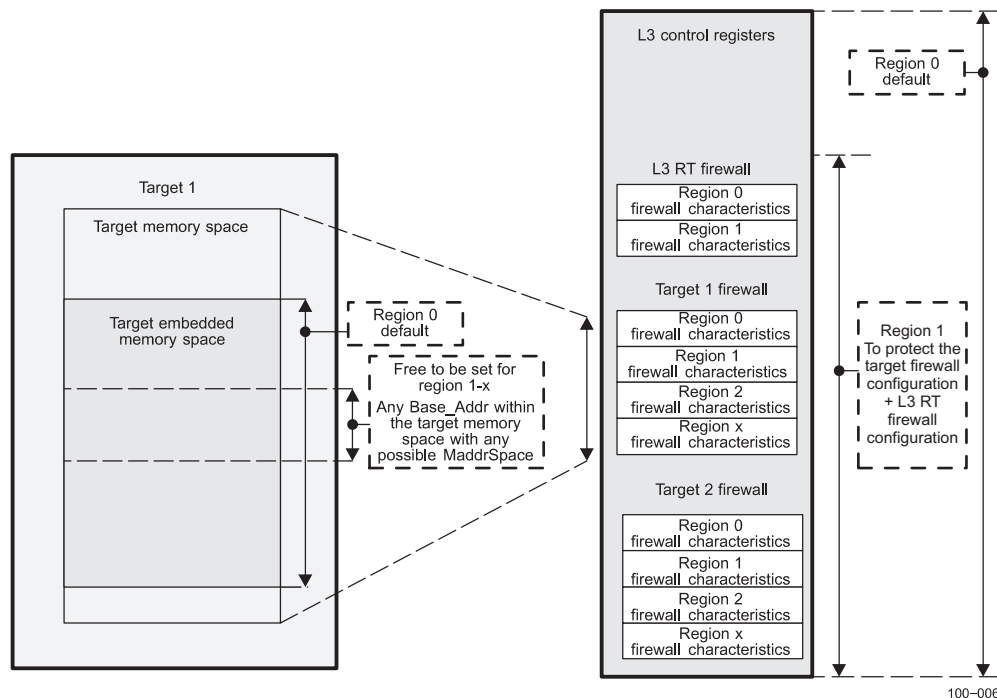 Target 1
Target memory space
Target embedded
memory space
Region 0
default
Free to be set for
region 1-x
Any Base_Addr within
the target memory
space with any
possible MaddrSpace
L3 control registers
L3 RT firewall
Region 0
firewall characteristics
Region 1
firewall characteristics
Target 1 firewall
Region 0
firewall characteristics
Region 1
firewall characteristics
Region 2
firewall characteristics
Region x
firewall characteristics
Target 2 firewall
Region 0
firewall characteristics
Region 1
firewall characteristics
Region 2
firewall characteristics
Region x
firewall characteristics
Region 0
default
Region 1
To protect the
target firewall
configuration
+ L3 RT
firewall
configuration
100–006